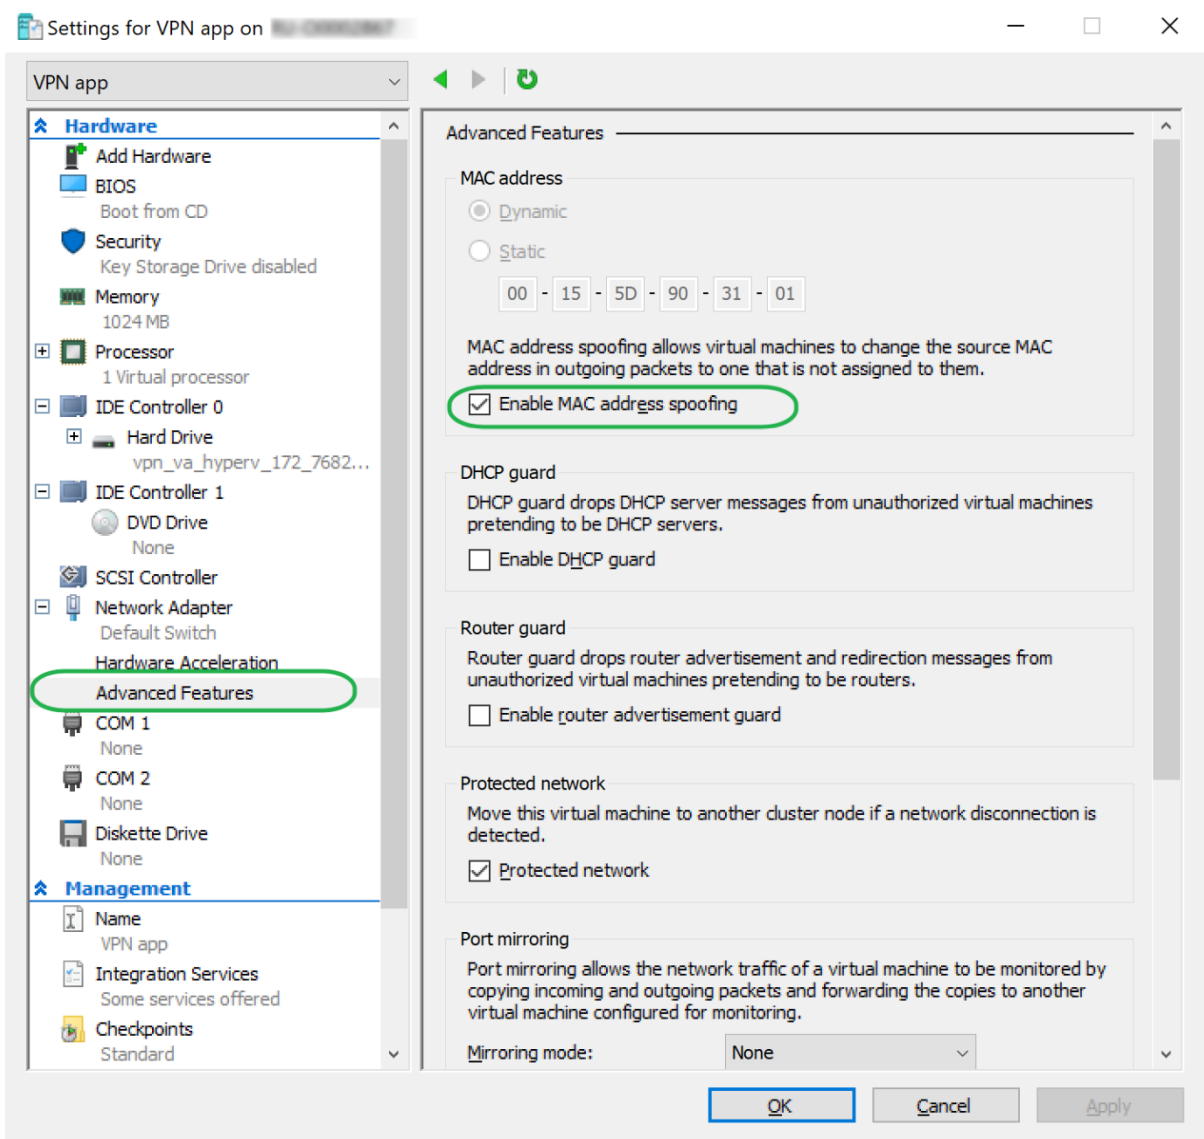 Settings for VPN app on
VPN app
Hardware
Add Hardware
BIOS
Boot from CD
Security
Key Storage Drive disabled
Memory
1024 MB
Processor
1 Virtual processor
IDE Controller 0
Hard Drive
vpn_va_hyperv_172_7682...
IDE Controller 1
DVD Drive
None
SCSI Controller
Network Adapter
Default Switch
Hardware Acceleration
Advanced Features
COM 1
None
COM 2
None
Diskette Drive
None
Management
Name
VPN app
Integration Services
Some services offered
Checkpoints
Standard
Advanced Features
MAC address
Dynamic
Static
00 - 15 - 5D - 90 - 31 - 01
MAC address spoofing allows virtual machines to change the source MAC
address in outgoing packets to one that is not assigned to them.
Enable MAC address spoofing
DHCP guard
DHCP guard drops DHCP server messages from unauthorized virtual machines
pretending to be DHCP servers.
Enable DHCP guard
Router guard
Router guard drops router advertisement and redirection messages from
unauthorized virtual machines pretending to be routers.
Enable router advertisement guard
Protected network
Move this virtual machine to another cluster node if a network disconnection is
detected.
Protected network
Port mirroring
Port mirroring allows the network traffic of a virtual machine to be monitored by
copying incoming and outgoing packets and forwarding the copies to another
virtual machine configured for monitoring.
Mirroring mode: None
OK Cancel Apply